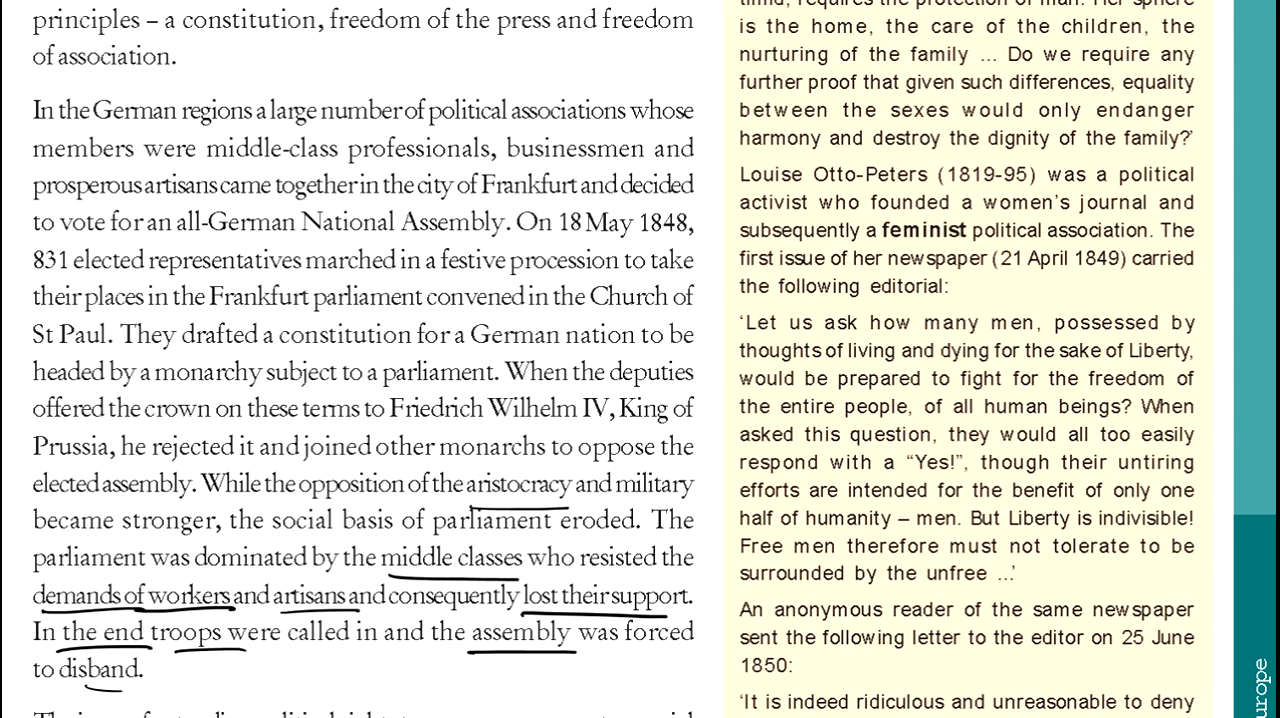 principles – a constitution, freedom of the press and freedom
of association.
In the German regions a large number of political associations whose
members were middle-class professionals, businessmen and
prosperous artisans came together in the city of Frankfurt and decided
to vote for an all-German National Assembly. On 18 May 1848,
831 elected representatives marched in a festive procession to take
their places in the Frankfurt parliament convened in the Church of
St Paul. They drafted a constitution for a German nation to be
headed by a monarchy subject to a parliament. When the deputies
offered the crown on these terms to Friedrich Wilhelm IV, King of
Prussia, he rejected it and joined other monarchs to oppose the
elected assembly. While the opposition of the aristocracy and military
became stronger, the social basis of parliament eroded. The
parliament was dominated by the middle classes who resisted the
demands of workers and artisans and consequently lost their support.
In the end troops were called in and the assembly was forced
to disband.
is the home, the care of the children, the
nurturing of the family ... Do we require any
further proof that given such differences, equality
between the sexes would only endanger
harmony and destroy the dignity of the family?'
Louise Otto-Peters (1819-95) was a political
activist who founded a women's journal and
subsequently a feminist political association. The
first issue of her newspaper (21 April 1849) carried
the following editorial:
'Let us ask how many men, possessed by
thoughts of living and dying for the sake of Liberty,
would be prepared to fight for the freedom of
the entire people, of all human beings? When
asked this question, they would all too easily
respond with a "Yes!", though their untiring
efforts are intended for the benefit of only one
half of humanity – men. But Liberty is indivisible!
Free men therefore must not tolerate to be
surrounded by the unfree ...'
An anonymous reader of the same newspaper
sent the following letter to the editor on 25 June
1850:
'It is indeed ridiculous and unreasonable to deny
urope